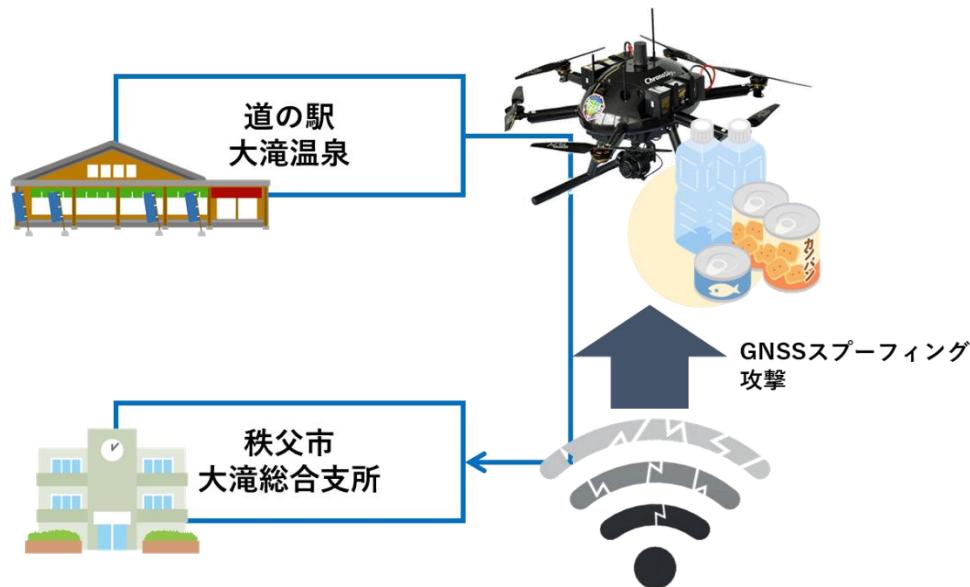 道の駅
大滝温泉
ChronoSky
カンパン
GNSSスプーフィング
攻撃
秩父市
大滝総合支所